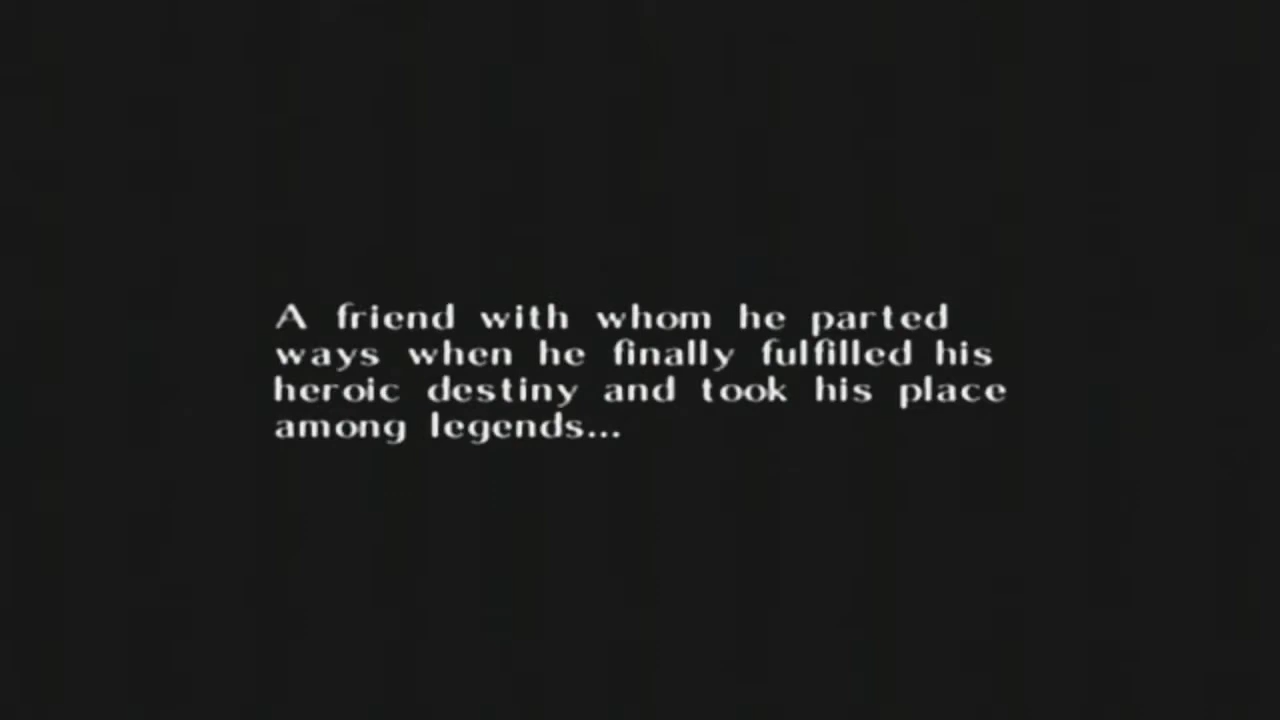 A friend with whom he parted
ways when he finally fulfilled his
heroic destiny and took his place
among legends...